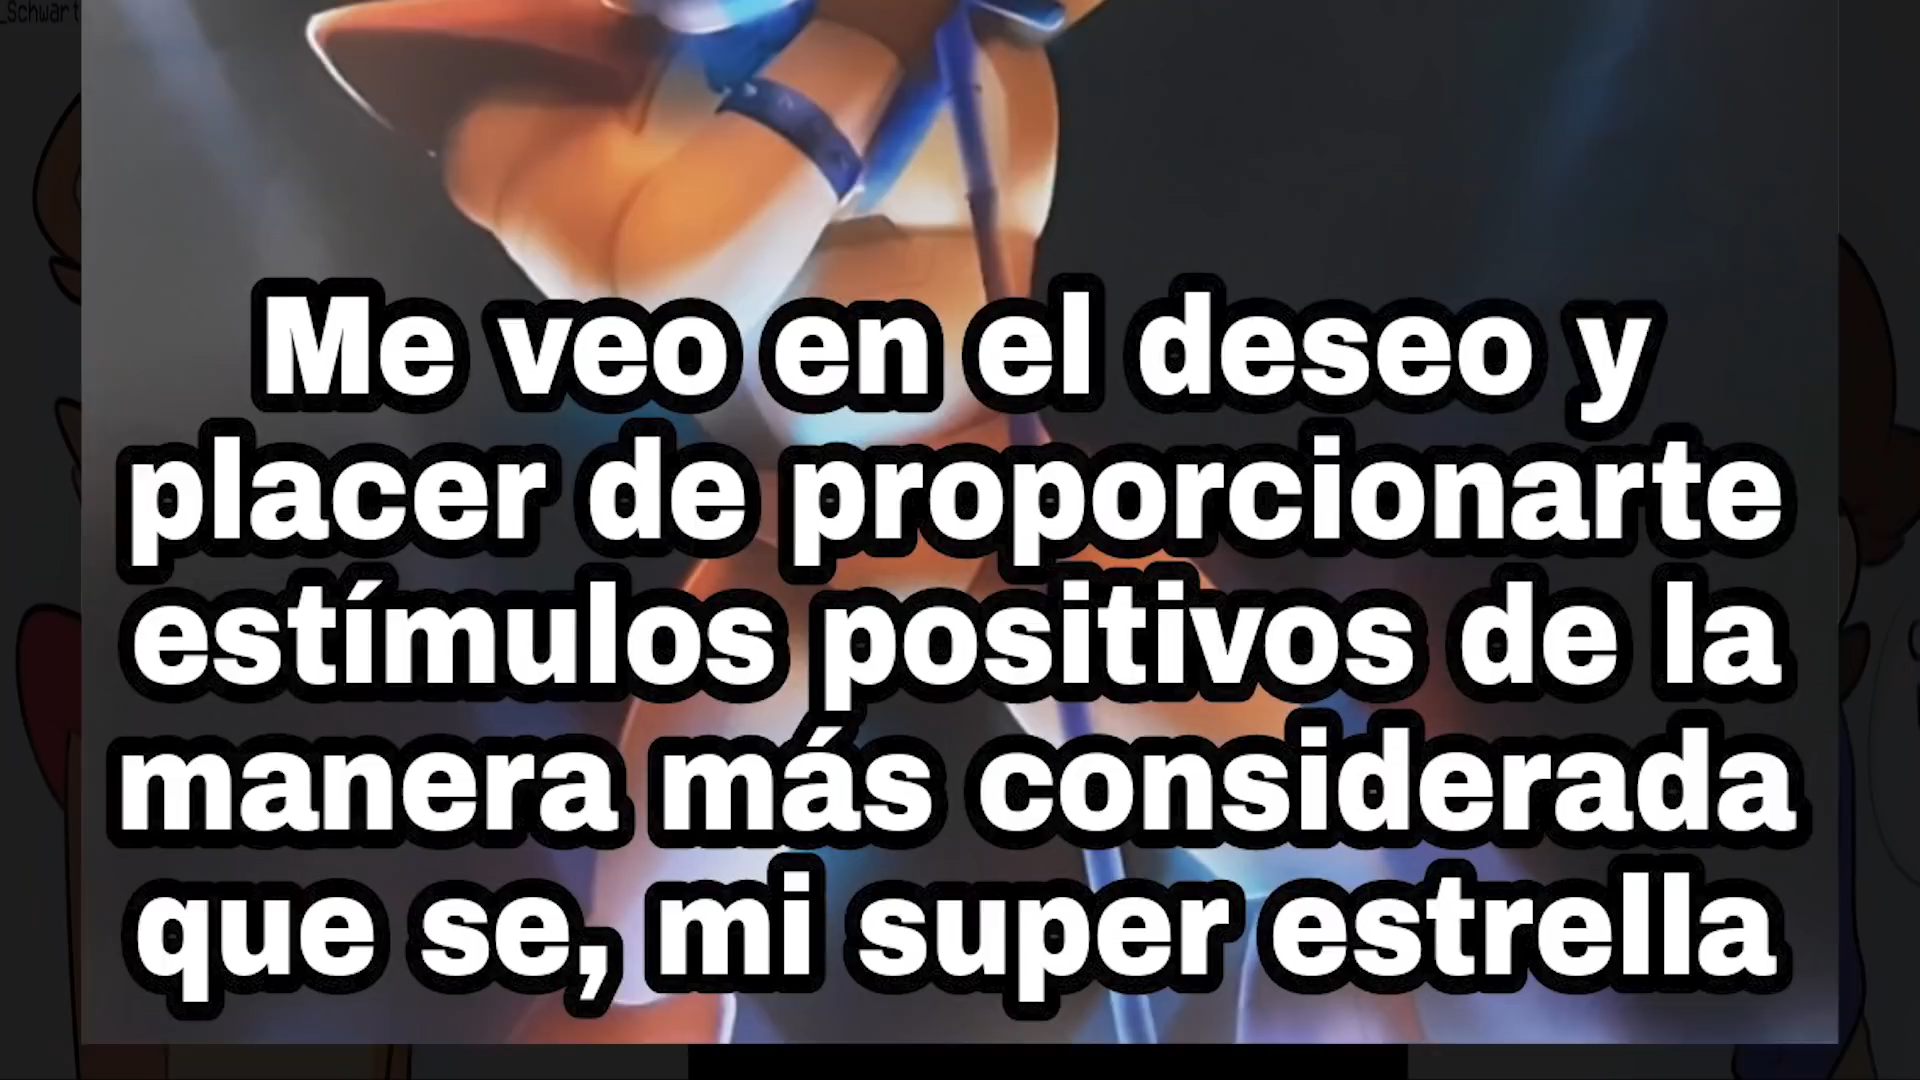 _Schwart
Me veo en el deseo y
placer de proporcionarte
estímulos positivos de la
manera más considerada
que se, mi super estrella